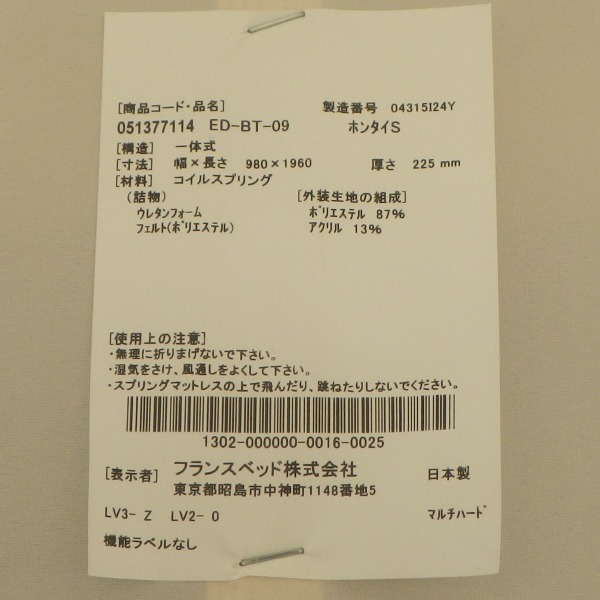 [商品コード・品名] 製造番号 04315I24Y
051377114 ED-BT-09 ホンタイS
[構造] 一体式
[寸法] 幅×長さ 980×1960 厚さ 225mm
[材料] コイルスプリング
(詰物) [外装生地の組成]
ウレタンフォーム ポリエステル 87%
フェルト(ポリエステル) アクリル 13%
[使用上の注意]
・無理に折りまげないで下さい。
・湿気をさけ、風通しをよくして下さい。
・スプリングマットレスの上で飛んだり、跳ねたりしないでください。
1302-000000-0016-0025
[表示者] フランスベッド株式会社 日本製
東京都昭島市中神町1148番地5
LV3- Z LV2- 0 マルチハード
機能ラベルなし